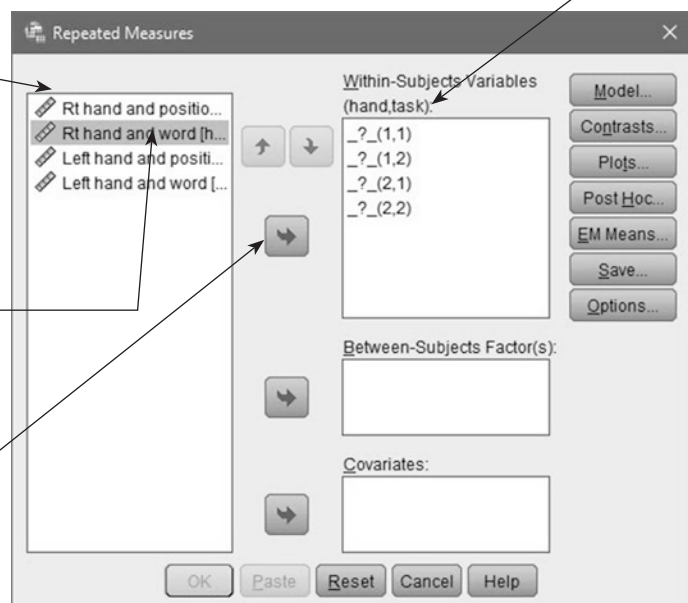 Repeated Measures
Rt hand and positio...
Rt hand and word [h...
Left hand and positi...
Left hand and word [...
Within-Subjects Variables
(hand,task):
_?_(1,1)
_?_(1,2)
_?_(2,1)
_?_(2,2)
Between-Subjects Factor(s):
Covariates:
Model...
Contrasts...
Plots...
Post Hoc...
EM Means...
Save...
Options...
OK Paste Reset Cancel Help